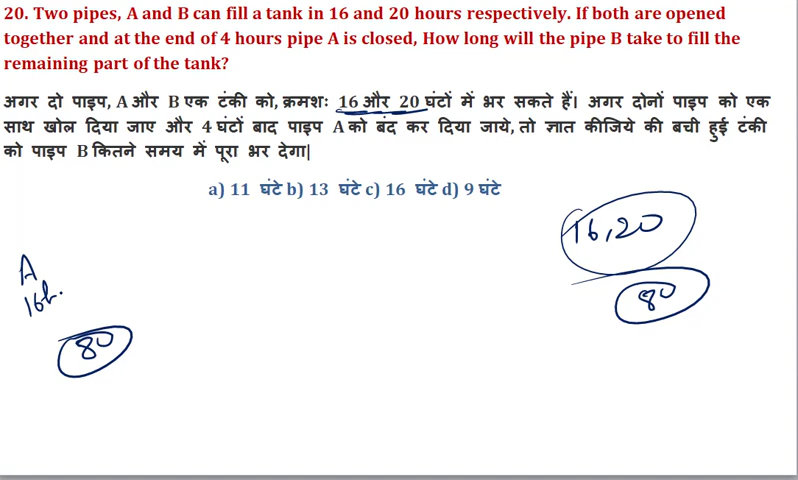 20. Two pipes, A and B can fill a tank in 16 and 20 hours respectively. If both are opened
together and at the end of 4 hours pipe A is closed, How long will the pipe B take to fill the
remaining part of the tank?
अगर दो पाइप, A और B एक टंकी को, क्रमशः 16 और 20 घंटों में भर सकते हैं। अगर दोनों पाइप को एक
साथ खोल दिया जाए और 4 घंटों बाद पाइप A को बंद कर दिया जाये, तो ज्ञात कीजिये की बची हुई टंकी
को पाइप B कितने समय में पूरा भर देगा|
a) 11 घंटे b) 13 घंटे c) 16 घंटे d) 9 घंटे
16, 20
80
A
16h.
80